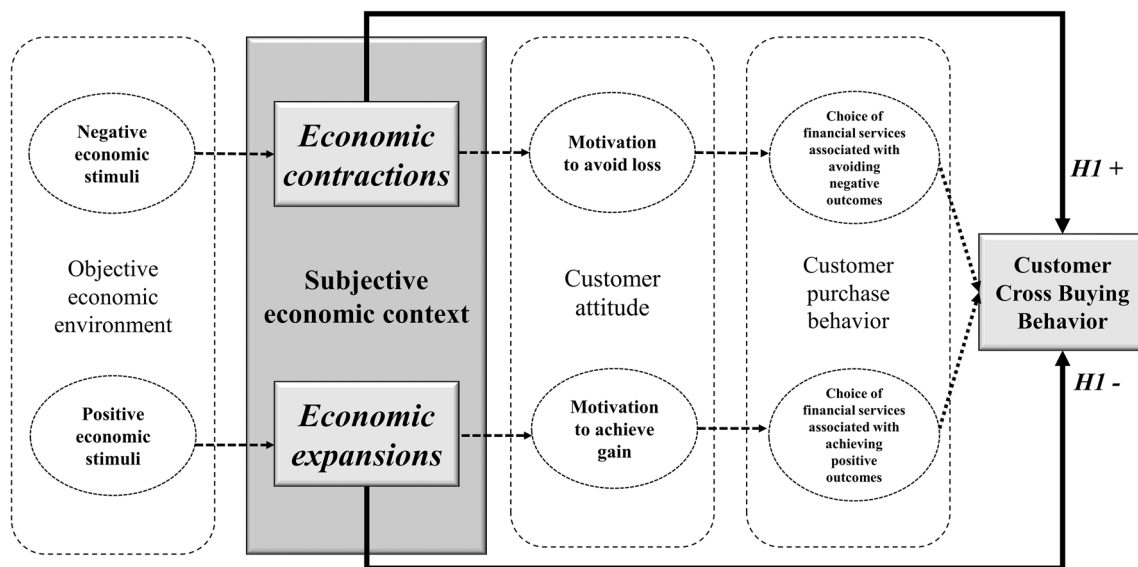 Negative
economic
stimuli
Economic
contractions
Motivation
to avoid loss
Choice of
financial services
associated with
avoiding
negative
outcomes
H1 +
Objective
economic
environment
Subjective
economic context
Customer
attitude
Customer
purchase
behavior
Customer
Cross Buying
Behavior
Positive
economic
stimuli
Economic
expansions
Motivation
to achieve
gain
Choice of
financial services
associated with
achieving
positive
outcomes
H1 -